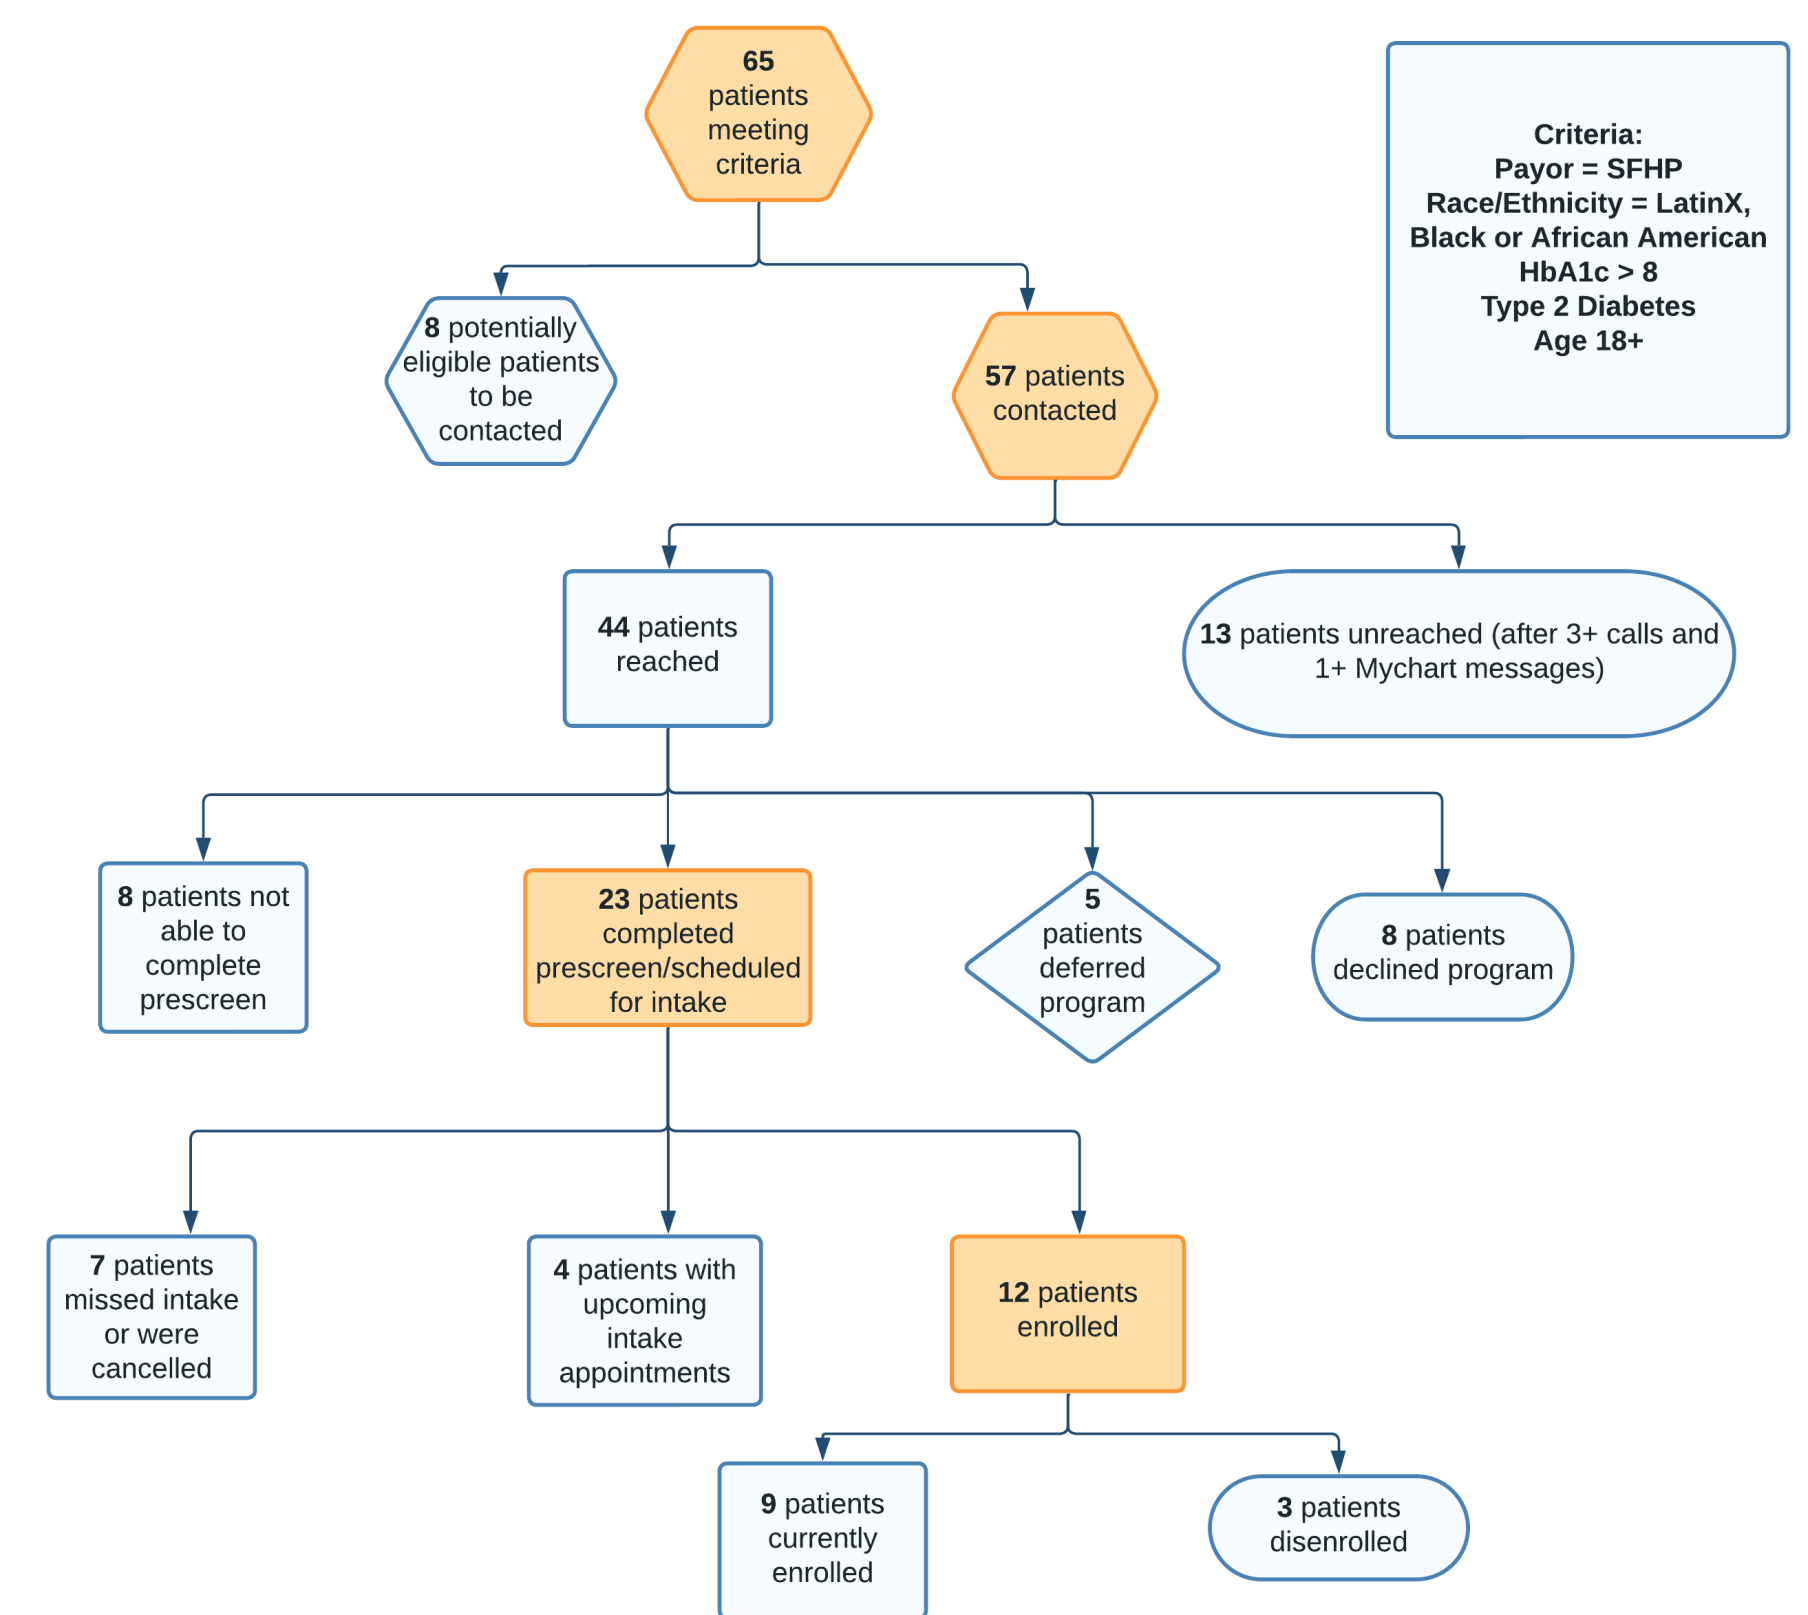 65
patients
meeting
criteria
Criteria:
Payor = SFHP
Race/Ethnicity = LatinX,
Black or African American
HbA1c > 8
Type 2 Diabetes
Age 18+
8 potentially
eligible patients
to be
contacted
57 patients
contacted
44 patients
reached
13 patients unreached (after 3+ calls and
1+ Mychart messages)
8 patients not
able to
complete
prescreen
23 patients
completed
prescreen/scheduled
for intake
5
patients
deferred
program
8 patients
declined program
7 patients
missed intake
or were
cancelled
4 patients with
upcoming
intake
appointments
12 patients
enrolled
9 patients
currently
enrolled
3 patients
disenrolled